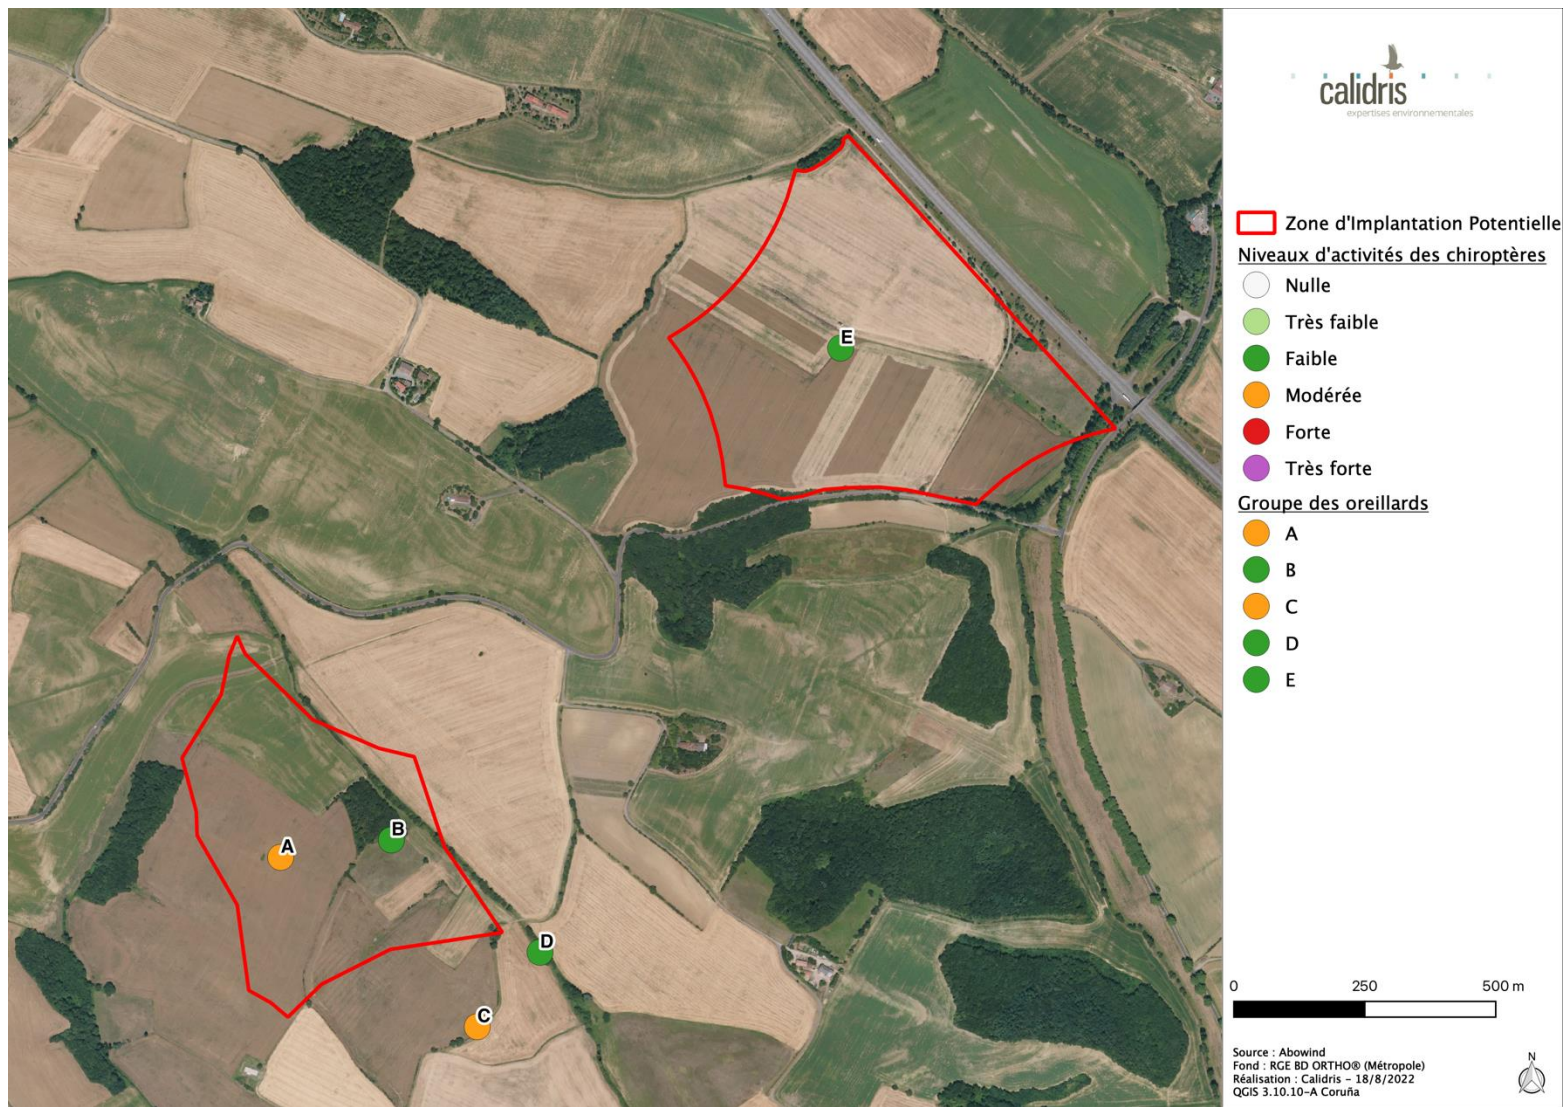 calidris
expertises environnementales
Zone d'Implantation Potentielle
Niveaux d'activités des chiroptères
Nulle
Très faible
Faible
Modérée
Forte
Très forte
Groupe des oreillards
A
B
C
D
E
E
B
A
D
C
0 250 500 m
Source : Abowind
Fond : RGE BD ORTHO® (Métropole)
Réalisation : Calidris - 18/8/2022
QGIS 3.10.10-A Coruña
N